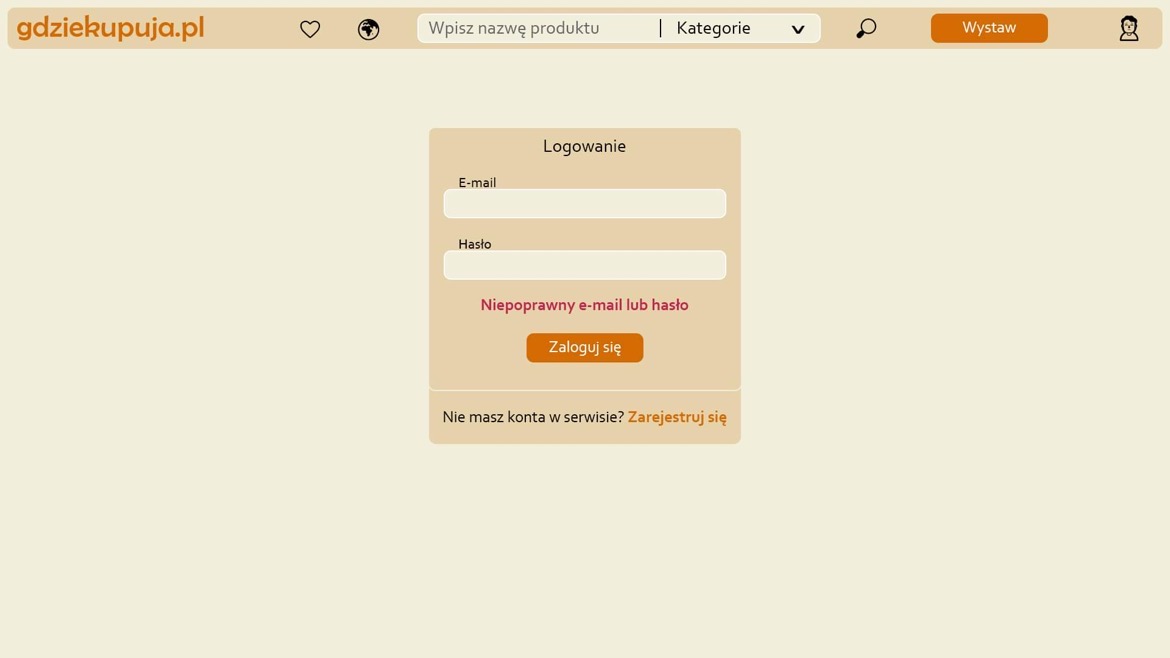 gdziekupuja.pl
Wpisz nazwę produktu | Kategorie
Wystaw
Logowanie
E-mail
Hasło
Niepoprawny e-mail lub hasło
Zaloguj się
Nie masz konta w serwisie? Zarejestruj się